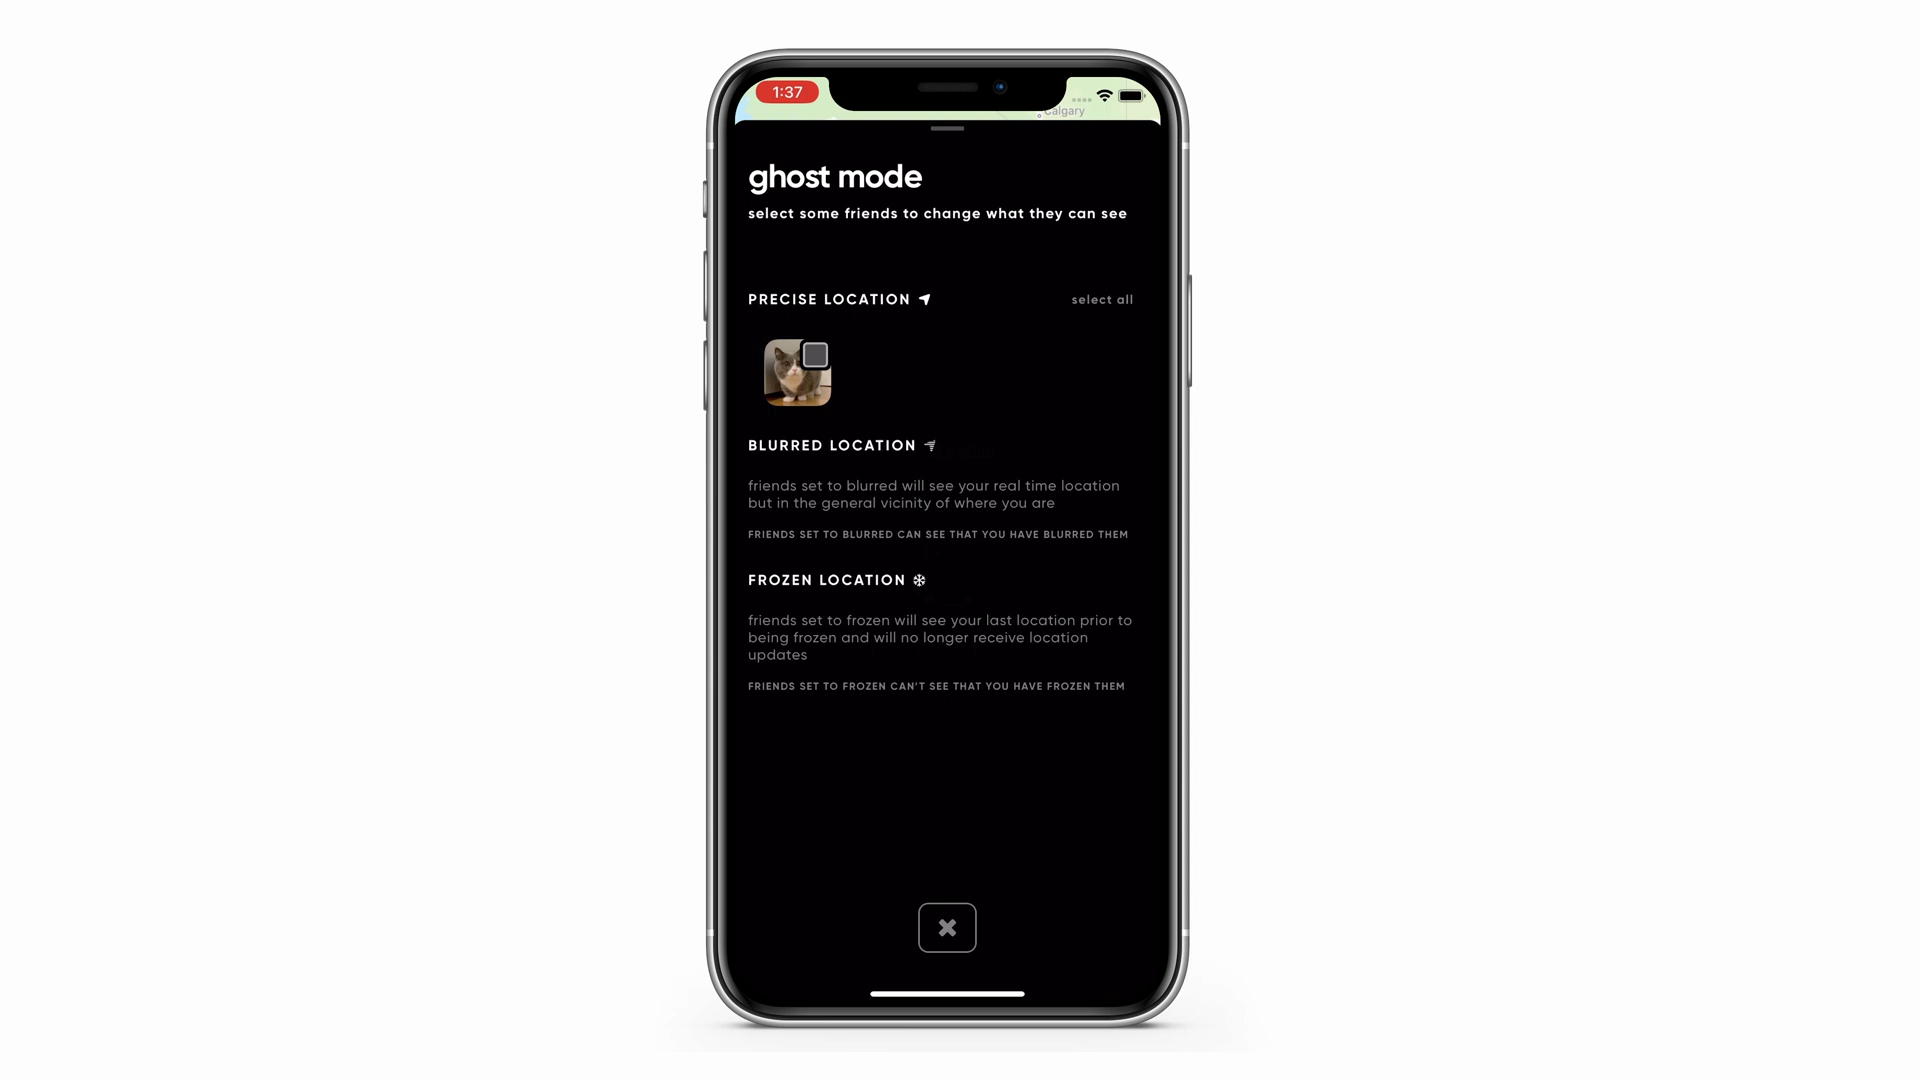 1:37
Calgary
ghost mode
select some friends to change what they can see
PRECISE LOCATION
select all
BLURRED LOCATION
friends set to blurred will see your real time location
but in the general vicinity of where you are
FRIENDS SET TO BLURRED CAN SEE THAT YOU HAVE BLURRED THEM
FROZEN LOCATION
friends set to frozen will see your last location prior to
being frozen and will no longer receive location
updates
FRIENDS SET TO FROZEN CAN'T SEE THAT YOU HAVE FROZEN THEM